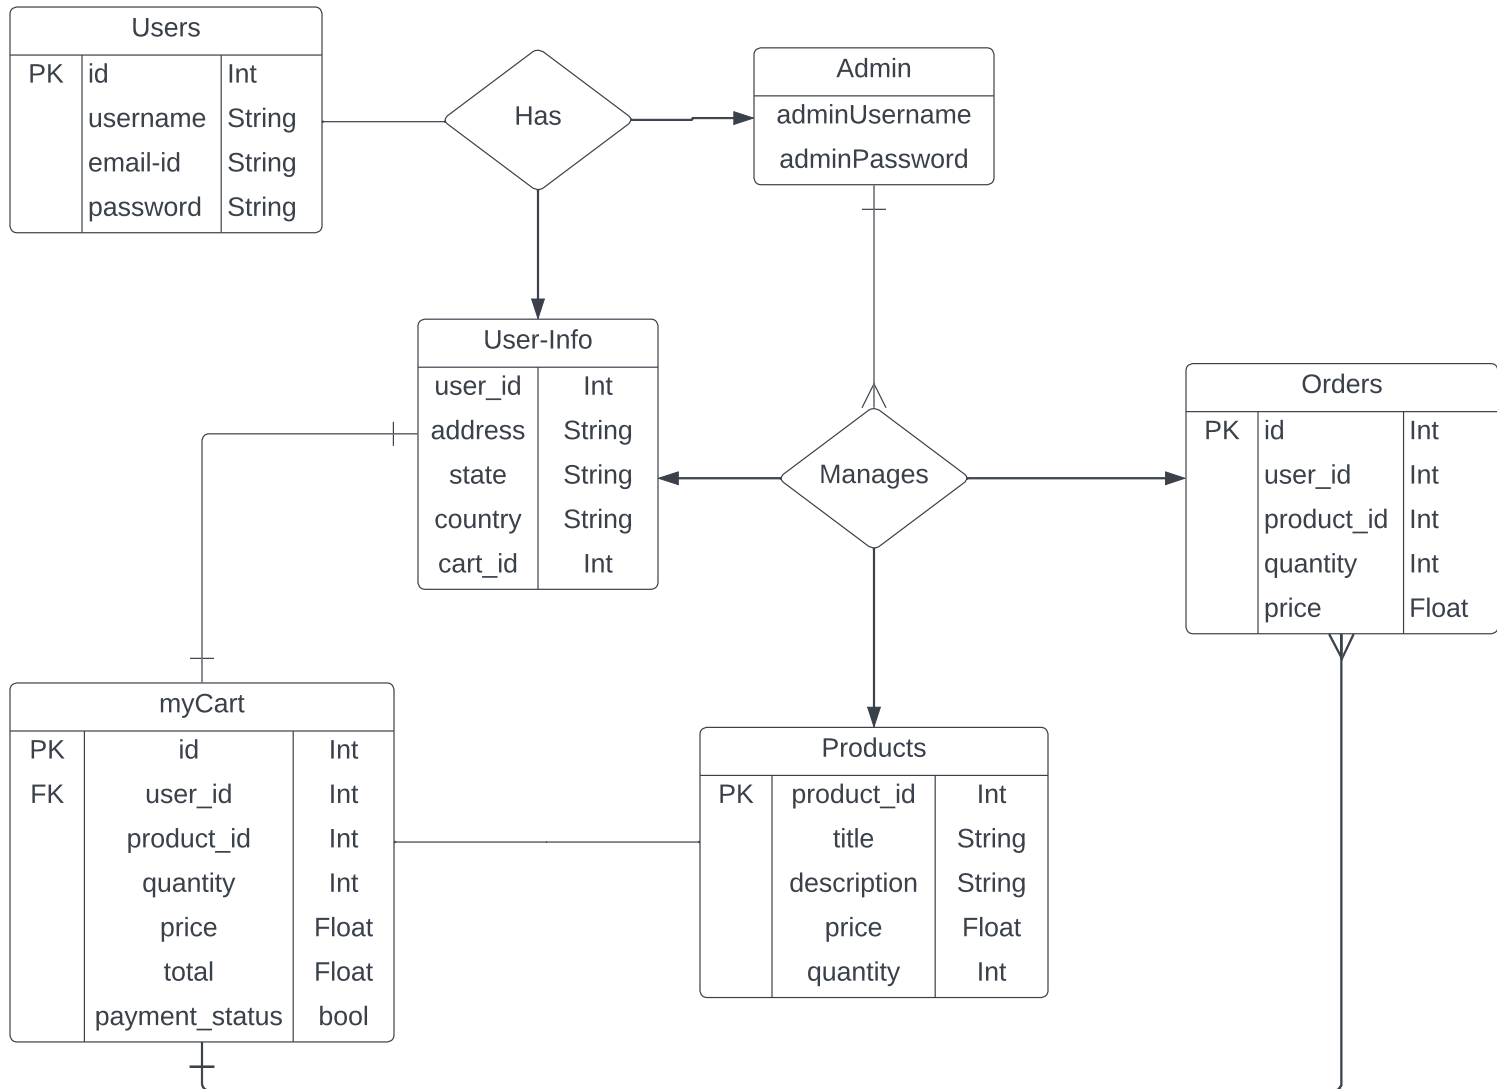 Users
PK id Int
username String
email-id String
password String
Has
Admin
adminUsername
adminPassword
User-Info
user_id Int
address String
state String
country String
cart_id Int
Manages
Orders
PK id Int
user_id Int
product_id Int
quantity Int
price Float
myCart
PK id Int
FK user_id Int
product_id Int
quantity Int
price Float
total Float
payment_status bool
Products
PK product_id Int
title String
description String
price Float
quantity Int